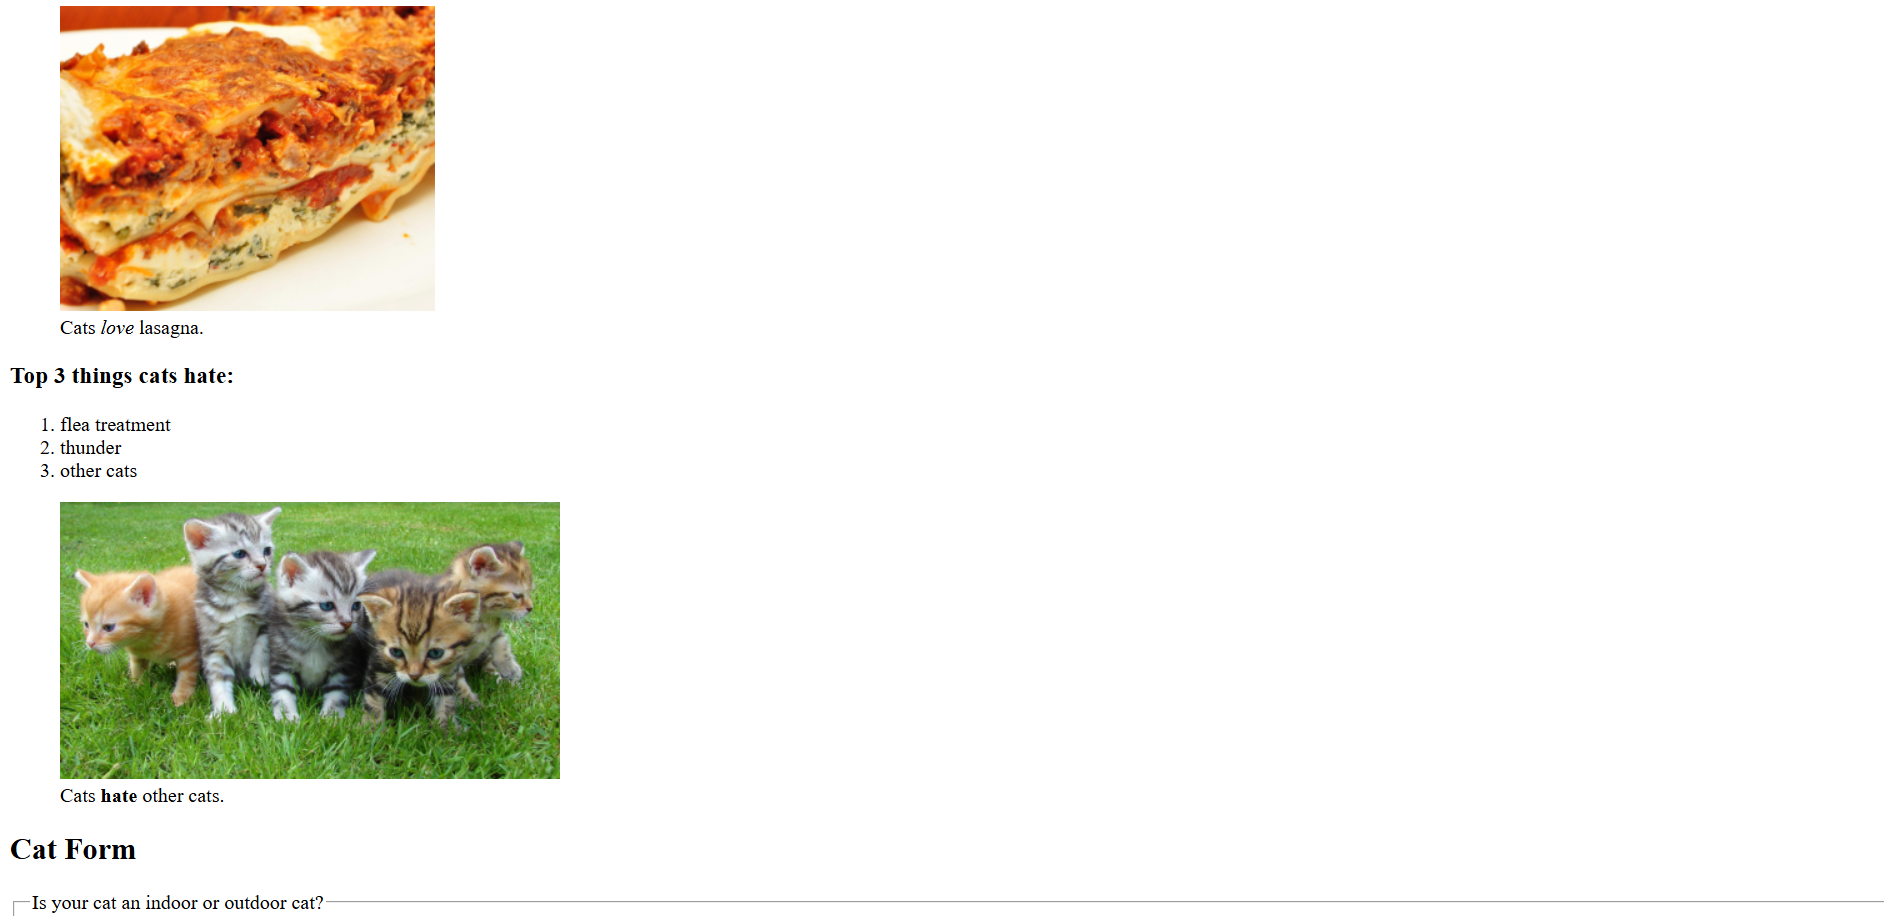 Cats love lasagna.
Top 3 things cats hate:
1. flea treatment
2. thunder
3. other cats
Cats hate other cats.
Cat Form
Is your cat an indoor or outdoor cat?